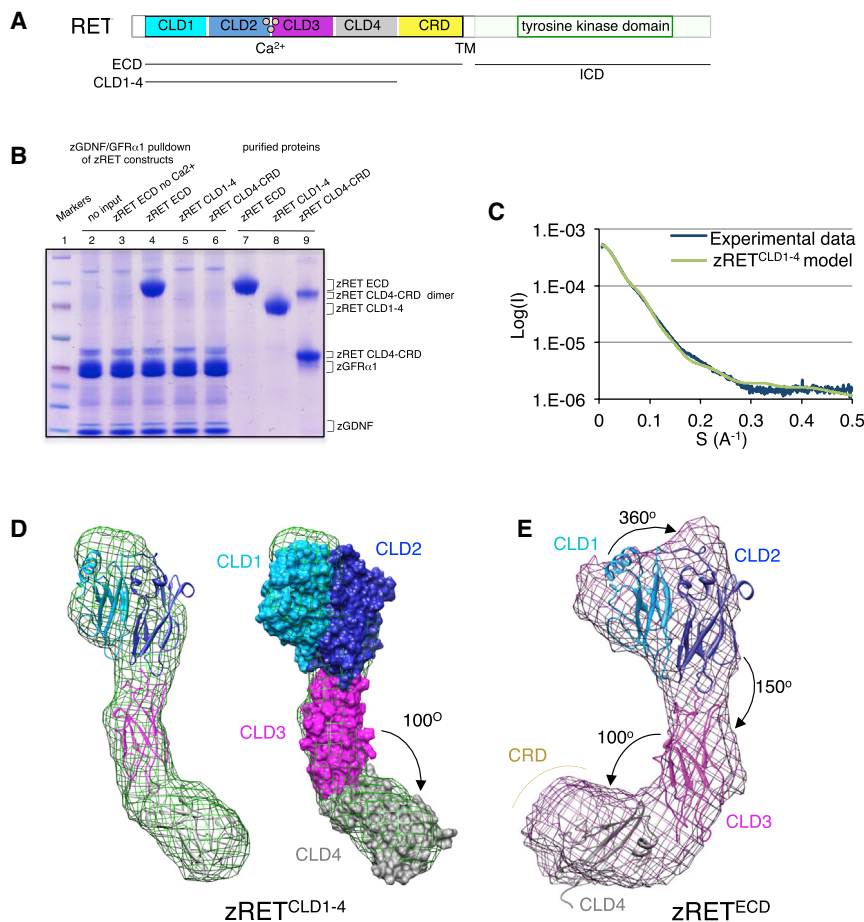 A
RET
CLD1
CLD2
CLD3
CLD4
CRD
tyrosine kinase domain
Ca2+
TM
ECD
ICD
CLD1-4
B
zGDNF/GFRα1 pulldown
of zRET constructs
purified proteins
Markers
no input
zRET ECD no Ca2+
zRET ECD
zRET CLD1-4
zRET CLD4-CRD
zRET ECD
zRET CLD1-4
zRET CLD4-CRD
1 2 3 4 5 6 7 8 9
zRET ECD
zRET CLD4-CRD dimer
zRET CLD1-4
zRET CLD4-CRD
zGFRα1
zGDNF
C
1.E-03
1.E-04
1.E-05
1.E-06
Log(I)
Experimental data
zRETCLD1-4 model
0 0.1 0.2 0.3 0.4 0.5
S (A-1)
D
CLD1
CLD2
CLD3
100O
CLD4
zRETCLD1-4
E
360o
CLD1
CLD2
150o
100o
CRD
CLD3
CLD4
zRETECD